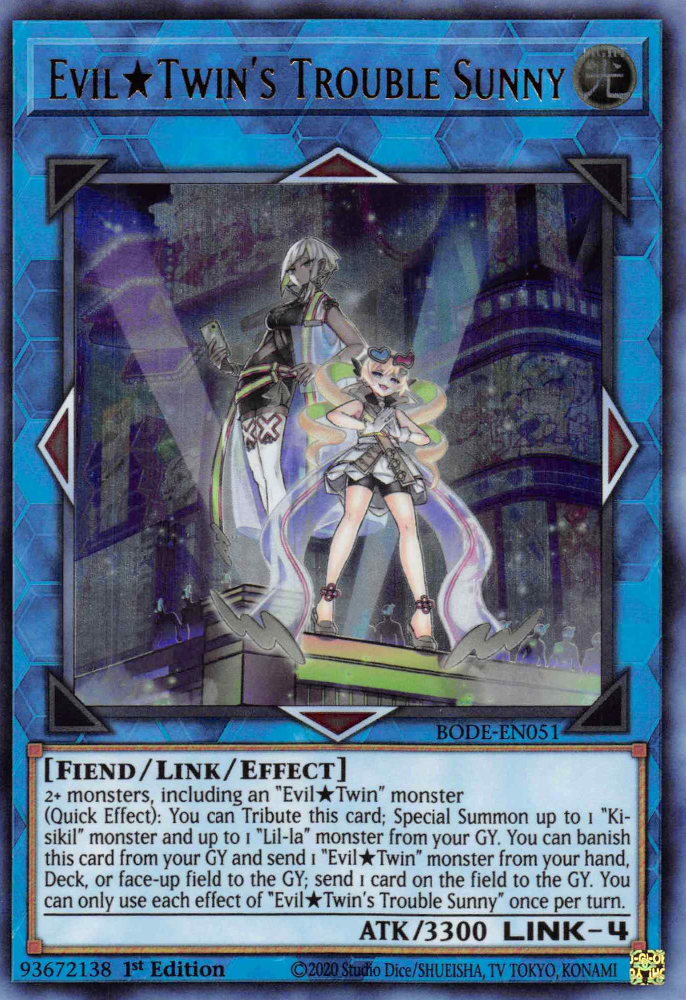 EVIL★TWIN'S TROUBLE SUNNY
光
BODE-EN051
[FIEND/LINK/EFFECT]
2+ monsters, including an "Evil★Twin" monster
(Quick Effect): You can Tribute this card; Special Summon up to 1 "Ki-
sikil" monster and up to 1 "Lil-la" monster from your GY. You can banish
this card from your GY and send 1 "Evil★Twin" monster from your hand,
Deck, or face-up field to the GY; send 1 card on the field to the GY. You
can only use each effect of "Evil★Twin's Trouble Sunny" once per turn.
ATK/3300 LINK-4
93672138 1st Edition ©2020 Studio Dice/SHUEISHA, TV TOKYO, KONAMI